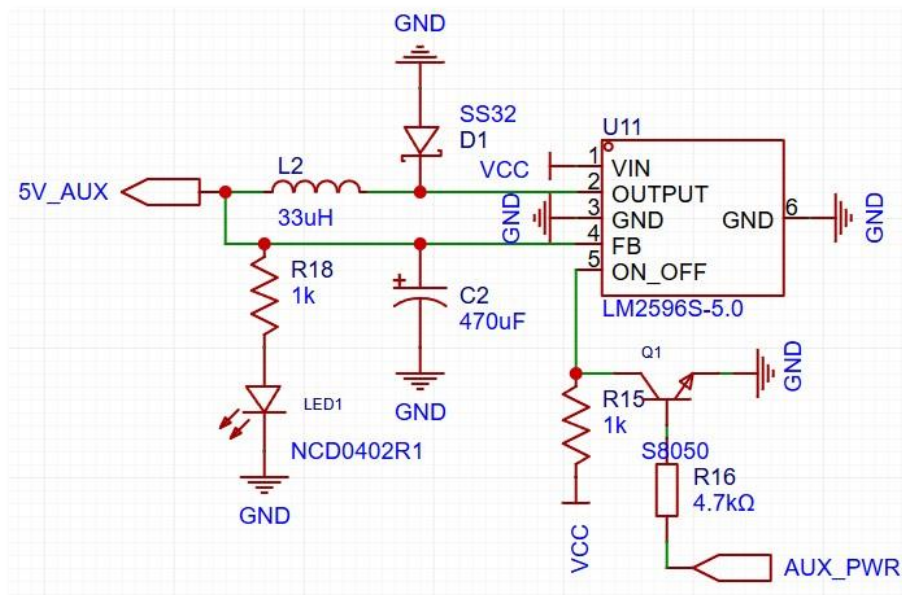 GND
SS32
D1
U11
L2
VCC
1
VIN
5V_AUX
2
OUTPUT
33uH
GND
3
GND
GND
6
GND
4
FB
R18
1k
5
ON_OFF
C2
470uF
LM2596S-5.0
Q1
GND
LED1
R15
1k
GND
NCD0402R1
S8050
R16
4.7kΩ
GND
VCC
AUX_PWR